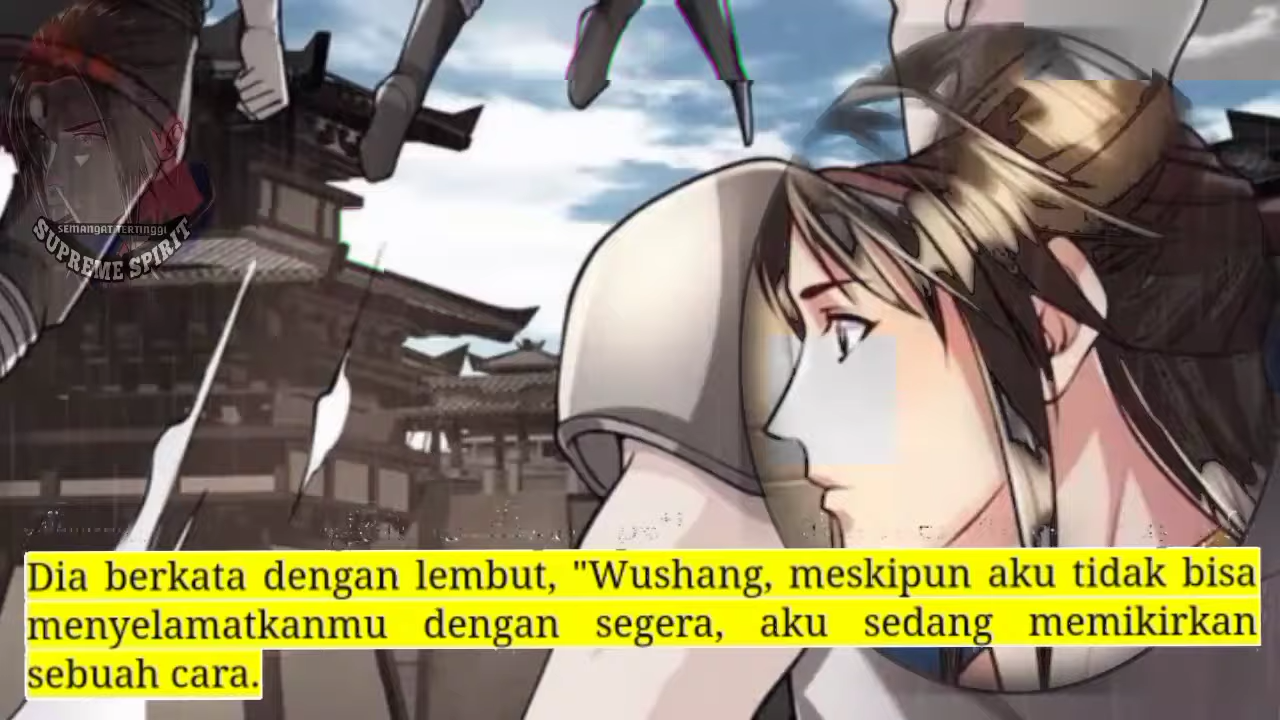 SEMANGAT TERTINGGI
SUPREME SPIRIT
Dia berkata dengan lembut, "Wushang, meskipun aku tidak bisa
menyelamatkanmu dengan segera, aku sedang memikirkan
sebuah cara.